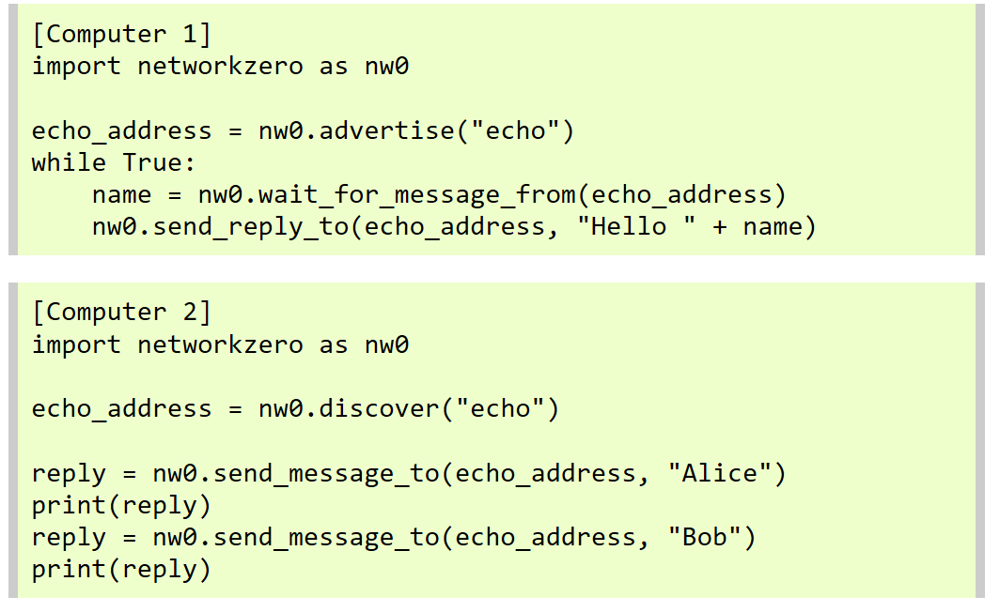 [Computer 1]
import networkzero as nw0

echo_address = nw0.advertise("echo")
while True:
    name = nw0.wait_for_message_from(echo_address)
    nw0.send_reply_to(echo_address, "Hello " + name)

[Computer 2]
import networkzero as nw0

echo_address = nw0.discover("echo")

reply = nw0.send_message_to(echo_address, "Alice")
print(reply)
reply = nw0.send_message_to(echo_address, "Bob")
print(reply)